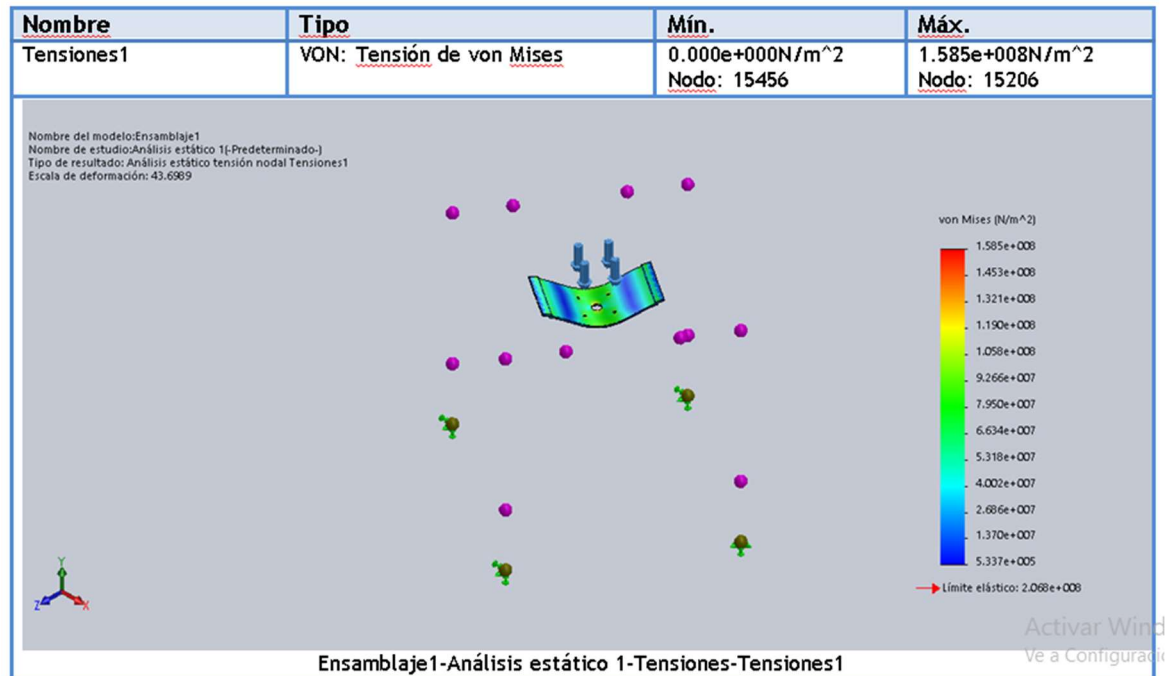 Nombre
Tipo
Mín.
Máx.
Tensiones1
VON: Tensión de von Mises
0.000e+000N/m^2
Nodo: 15456
1.585e+008N/m^2
Nodo: 15206
Nombre del modelo:Ensamblaje1
Nombre de estudio:Análisis estático 1(-Predeterminado-)
Tipo de resultado: Análisis estático tensión nodal Tensiones1
Escala de deformación: 43.6989
von Mises (N/m^2)
1.585e+008
1.453e+008
1.321e+008
1.190e+008
1.058e+008
9.266e+007
7.950e+007
6.634e+007
5.318e+007
4.002e+007
2.686e+007
1.370e+007
5.337e+005
Límite elástico: 2.068e+008
Y
Z
X
Activar Wind
Ve a Configuració
Ensamblaje1-Análisis estático 1-Tensiones-Tensiones1